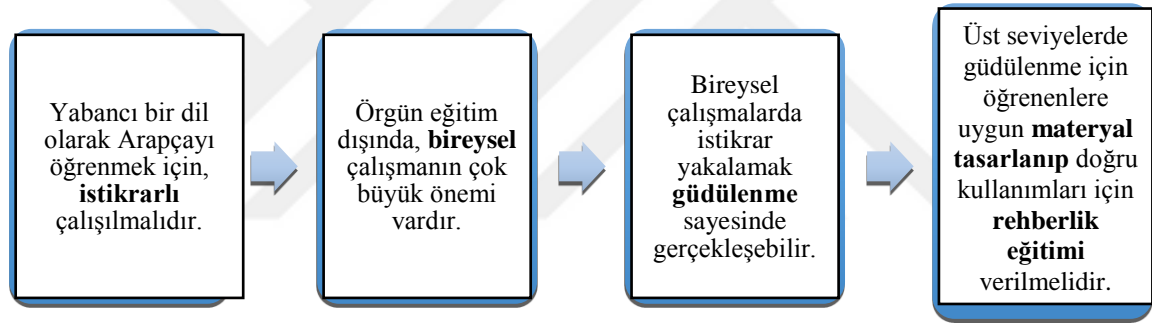 Yabancı bir dil
olarak Arapçayı
öğrenmek için,
istikrarlı
çalışılmalıdır.
Örgün eğitim
dışında, bireysel
çalışmanın çok
büyük önemi
vardır.
Bireysel
çalışmalarda
istikrar
yakalamak
güdülenme
sayesinde
gerçekleşebilir.
Üst seviyelerde
güdülenme için
öğrenenlere
uygun materyal
tasarlanıp doğru
kullanımları için
rehberlik
eğitimi
verilmelidir.